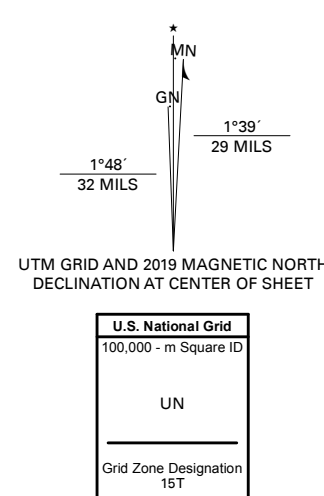 ★
MN
GN
1°39´
29 MILS
1°48´
32 MILS
UTM GRID AND 2019 MAGNETIC NORTH
DECLINATION AT CENTER OF SHEET
U.S. National Grid
100,000 - m Square ID
UN
Grid Zone Designation
15T